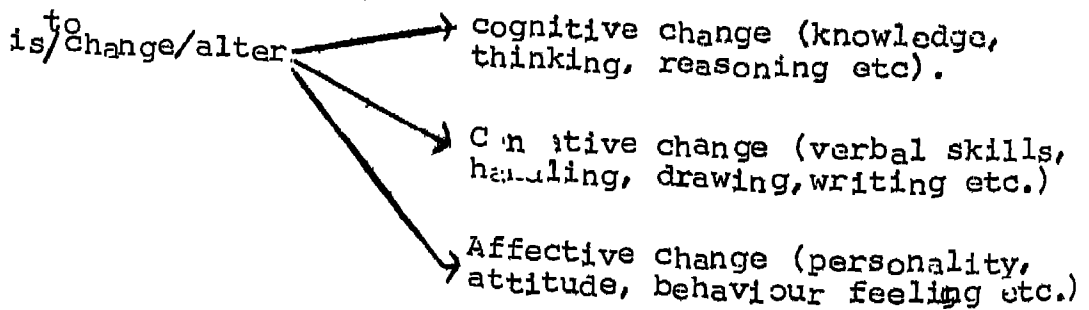 to
is/change/alter
cognitive change (knowledge,
thinking, reasoning etc).
change (verbal skills,
drawing, writing etc.)
Affective change (personality,
attitude, behaviour feeling etc.)